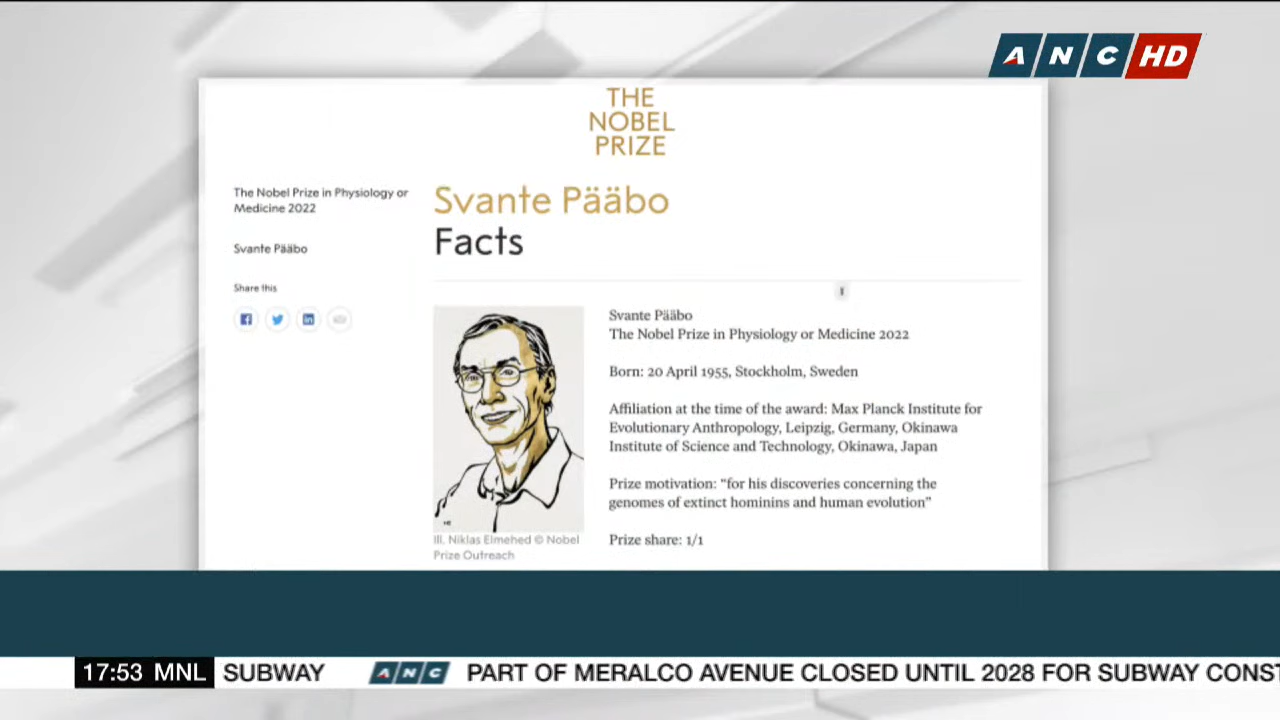 ANC HD
THE
NOBEL
PRIZE
The Nobel Prize in Physiology or
Medicine 2022
Svante Pääbo
Share this
Svante Pääbo
Facts
Svante Pääbo
The Nobel Prize in Physiology or Medicine 2022
Born: 20 April 1955, Stockholm, Sweden
Affiliation at the time of the award: Max Planck Institute for
Evolutionary Anthropology, Leipzig, Germany, Okinawa
Institute of Science and Technology, Okinawa, Japan
Prize motivation: “for his discoveries concerning the
genomes of extinct hominins and human evolution”
Prize share: 1/1
Ill. Niklas Elmehed © Nobel
Prize Outreach
17:53 MNL SUBWAY ANC PART OF MERALCO AVENUE CLOSED UNTIL 2028 FOR SUBWAY CONST